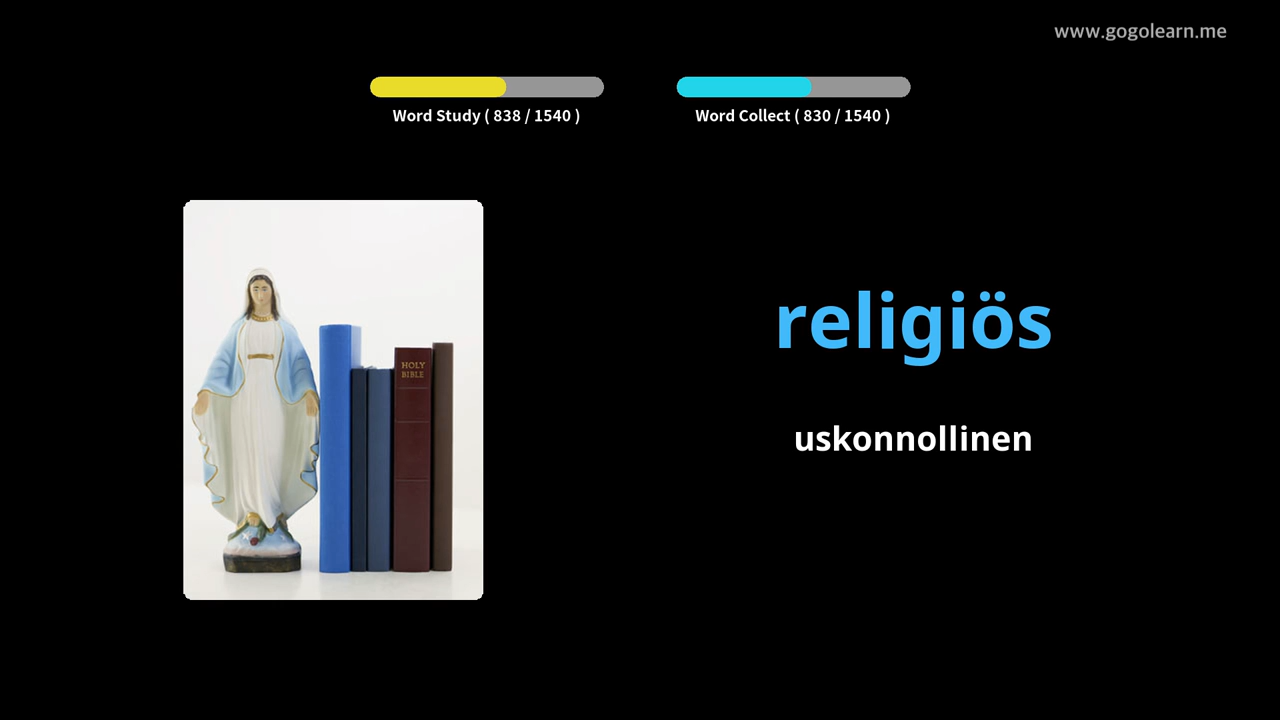 www.gogolearn.me
Word Study ( 838 / 1540 )
Word Collect ( 830 / 1540 )
HOLY
BIBLE
religiös
uskonnollinen